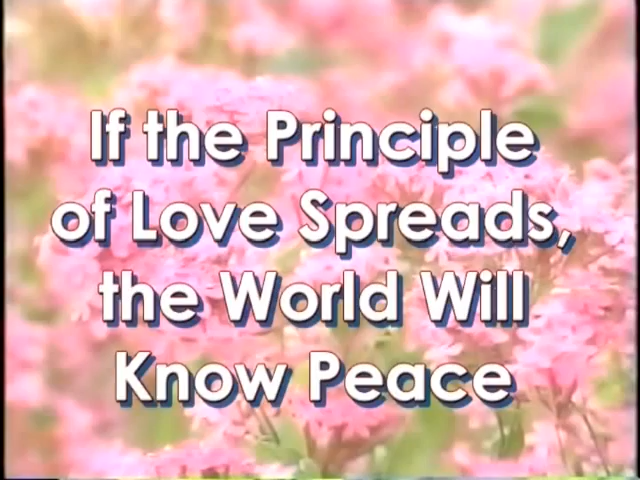 If the Principle
of Love Spreads,
the World Will
Know Peace